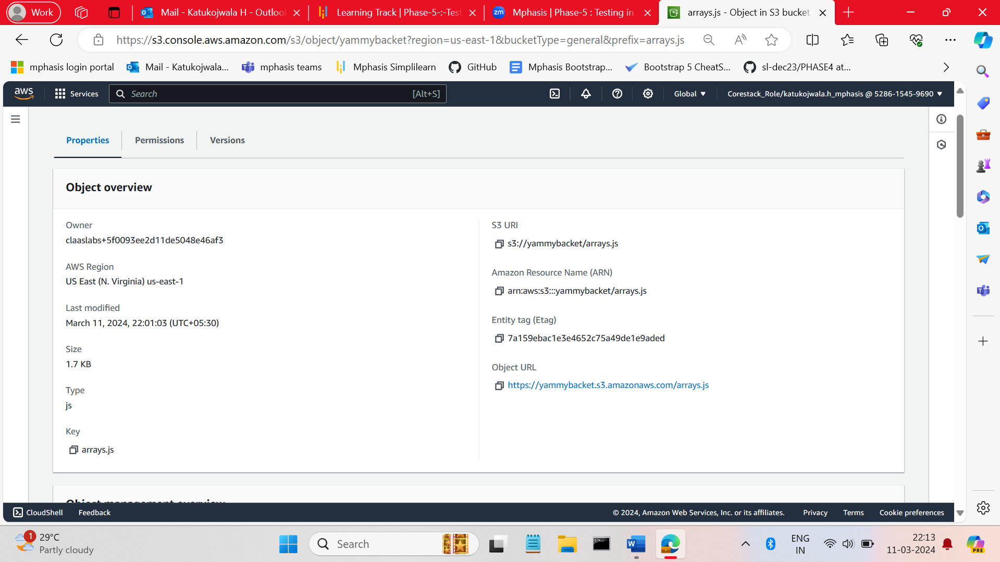 Work
Mail - Katukojwala H - Outlool
Learning Track | Phase-5-:-Test
zm
Mphasis | Phase-5 : Testing in
arrays.js - Object in S3 bucket
https://s3.console.aws.amazon.com/s3/object/yammybacket?region=us-east-1&bucketType=general&prefix=arrays.js
mphasis login portal
Mail - Katukojwala...
mphasis teams
Mphasis Simplilearn
GitHub
Mphasis Bootstrap...
Bootstrap 5 CheatS...
sl-dec23/PHASE4 at...
aws
Services
Search
[Alt+S]
Global
Corestack_Role/katukojwala.h_mphasis @ 5286-1545-9690
Properties
Permissions
Versions
Object overview
Owner
claaslabs+5f0093ee2d11de5048e46af3
AWS Region
US East (N. Virginia) us-east-1
Last modified
March 11, 2024, 22:01:03 (UTC+05:30)
Size
1.7 KB
Type
js
Key
arrays.js
S3 URI
s3://yammybacket/arrays.js
Amazon Resource Name (ARN)
arn:aws:s3:::yammybacket/arrays.js
Entity tag (Etag)
7a159ebac1e3e4652c75a49de1e9aded
Object URL
https://yammybacket.s3.amazonaws.com/arrays.js
Object management overview
CloudShell
Feedback
© 2024, Amazon Web Services, Inc. or its affiliates.
Privacy
Terms
Cookie preferences
1
29°C
Partly cloudy
Search
ENG
IN
22:13
11-03-2024
PRE